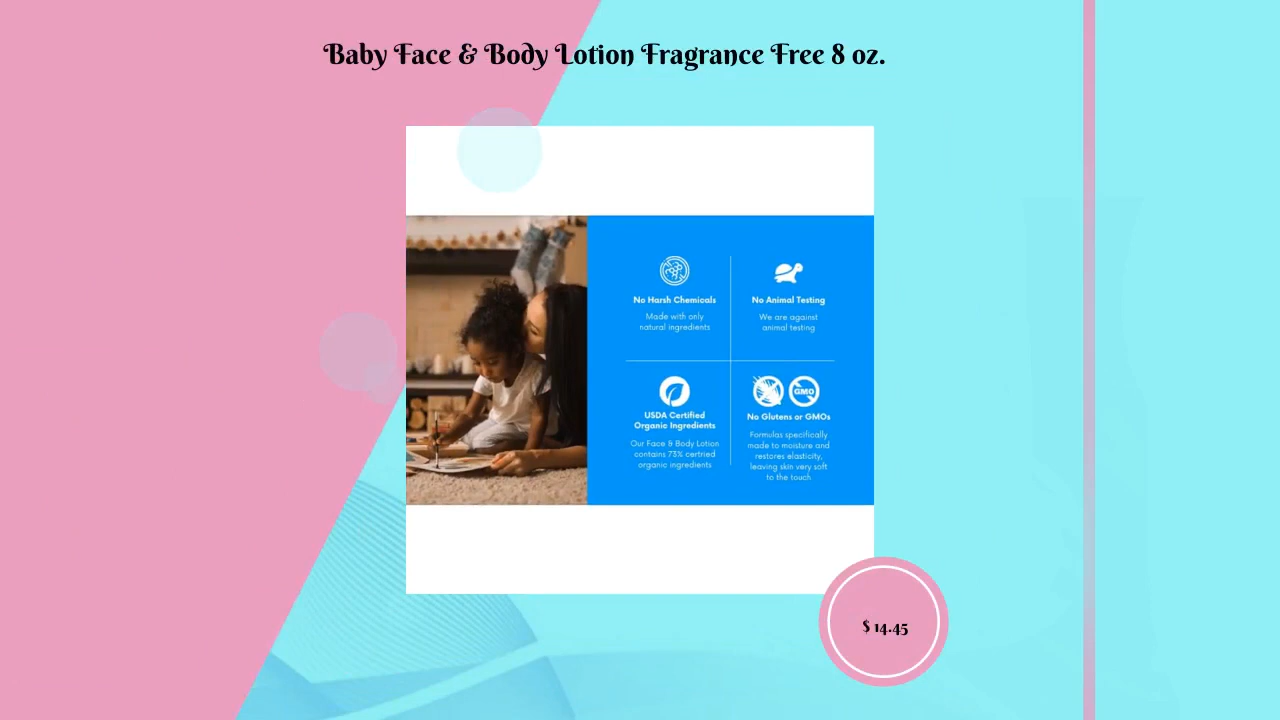 Baby Face & Body Lotion Fragrance Free 8 oz.
No Harsh Chemicals
Made with only
natural ingredients
No Animal Testing
We are against
animal testing
USDA Certified
Organic Ingredients
Our Face & Body Lotion
contains 73% certried
organic ingredients
GMO
No Glutens or GMOs
Formulas specifically
made to moisture and
restores elasticity,
leaving skin very soft
to the touch
$ 14.45